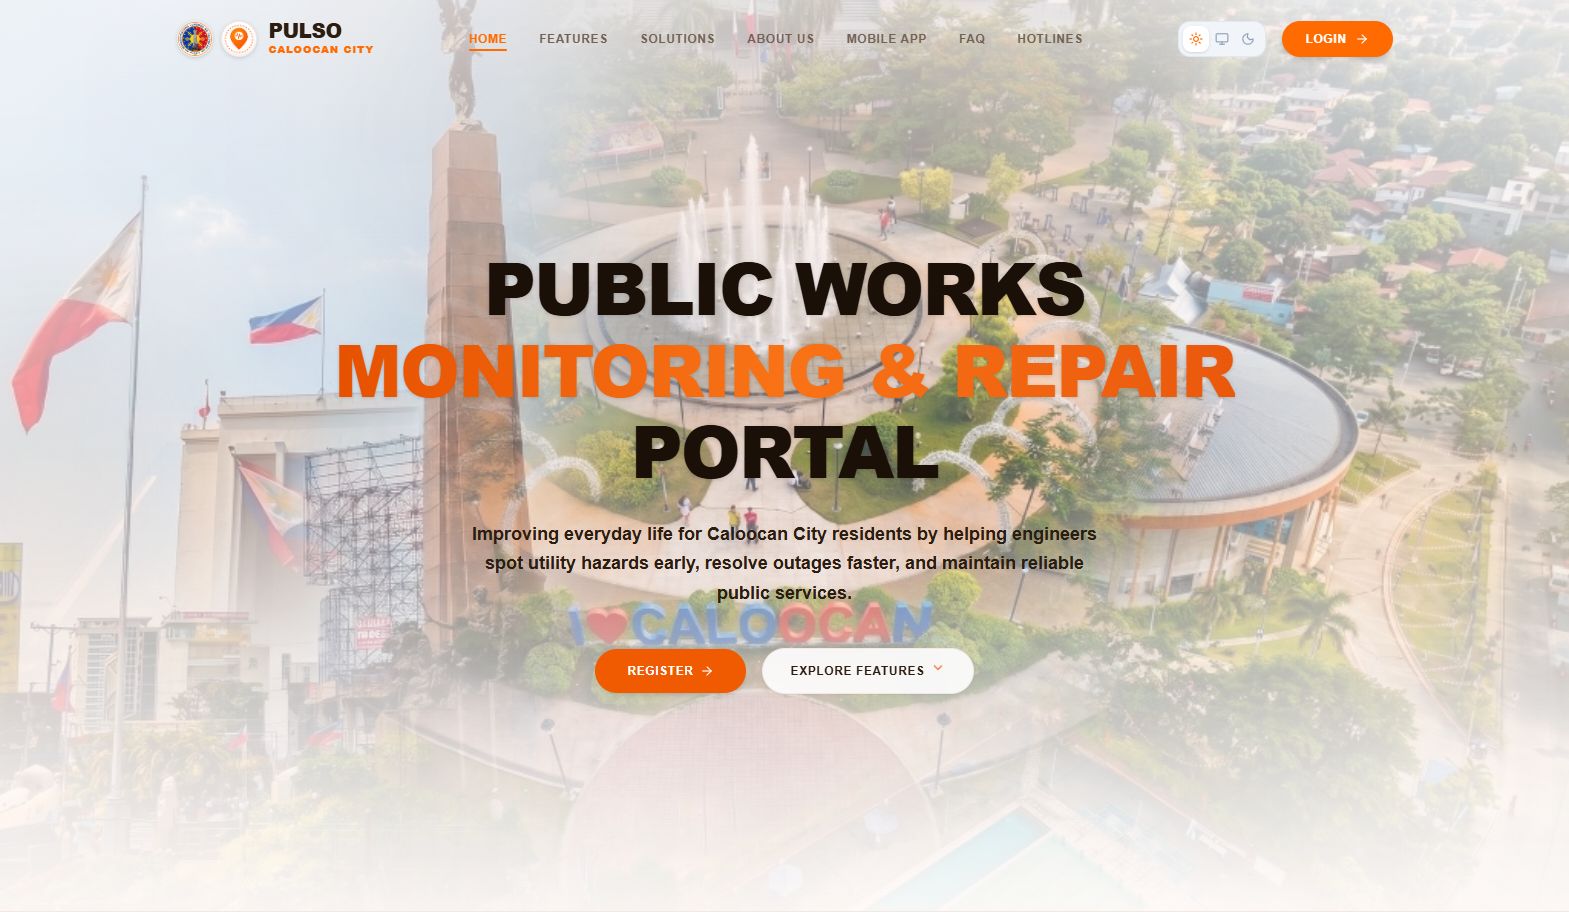 PULSO
CALOOCAN CITY
HOME
FEATURES
SOLUTIONS
ABOUT US
MOBILE APP
FAQ
HOTLINES
LOGIN
PUBLIC WORKS
MONITORING & REPAIR
PORTAL
Improving everyday life for Caloocan City residents by helping engineers
spot utility hazards early, resolve outages faster, and maintain reliable
public services.
I ❤ CALOOCAN
REGISTER
EXPLORE FEATURES